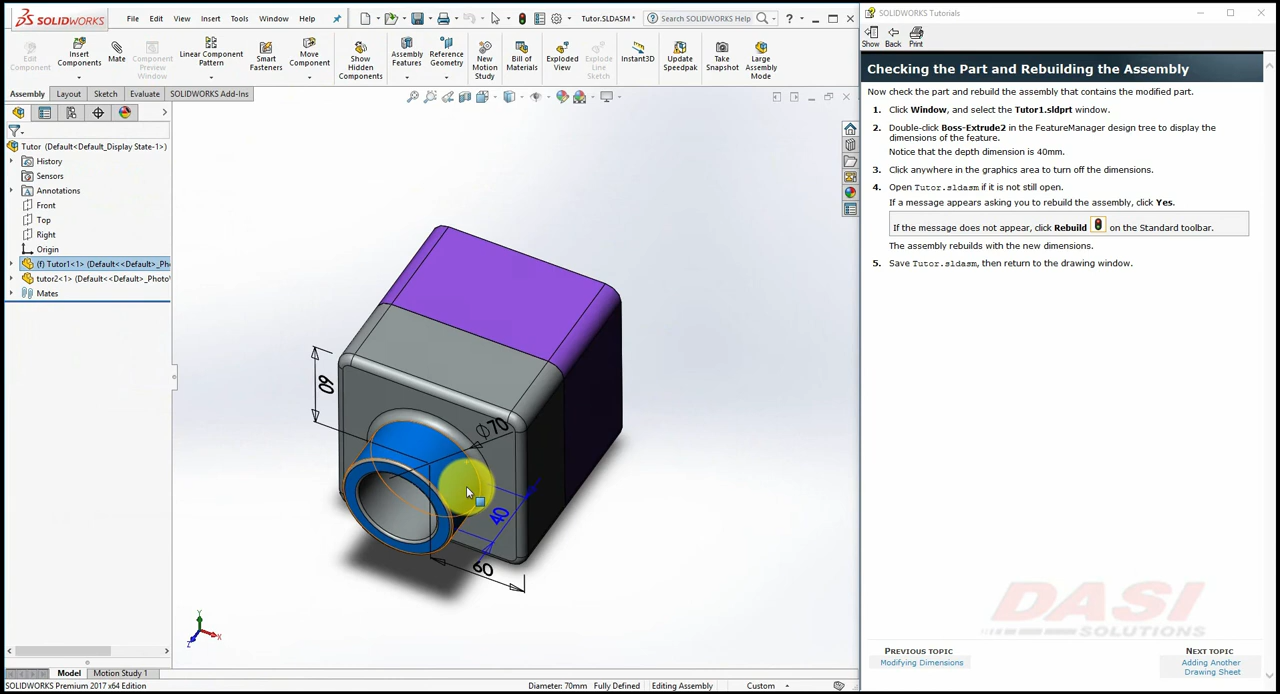 SOLIDWORKS
File Edit View Insert Tools Window Help
Tutor.SLDASM *
Search SOLIDWORKS Help
?
Edit Component
Insert Components
Mate
Component Preview Window
Linear Component Pattern
Smart Fasteners
Move Component
Show Hidden Components
Assembly Features
Reference Geometry
New Motion Study
Bill of Materials
Exploded View
Explode Line Sketch
Instant3D
Update Speedpak
Take Snapshot
Large Assembly Mode
Assembly Layout Sketch Evaluate SOLIDWORKS Add-Ins
Tutor (Default<Default_Display State-1>)
History
Sensors
Annotations
Front
Top
Right
Origin
(f) Tutor1<1> (Default<<Default>_Ph
tutor2<1> (Default<<Default>_Photo
Mates
60
Ø70
40
60
Y
X
Z
Model Motion Study 1
SOLIDWORKS Premium 2017 x64 Edition
Diameter: 70mm Fully Defined Editing Assembly Custom
SOLIDWORKS Tutorials
Show Back Print
Checking the Part and Rebuilding the Assembly
Now check the part and rebuild the assembly that contains the modified part.
1. Click Window, and select the Tutor1.sldprt window.
2. Double-click Boss-Extrude2 in the FeatureManager design tree to display the
dimensions of the feature.
Notice that the depth dimension is 40mm.
3. Click anywhere in the graphics area to turn off the dimensions.
4. Open Tutor.sldasm if it is not still open.
If a message appears asking you to rebuild the assembly, click Yes.
If the message does not appear, click Rebuild on the Standard toolbar.
The assembly rebuilds with the new dimensions.
5. Save Tutor.sldasm, then return to the drawing window.
DASI
SOLUTIONS
PREVIOUS TOPIC
Modifying Dimensions
NEXT TOPIC
Adding Another
Drawing Sheet